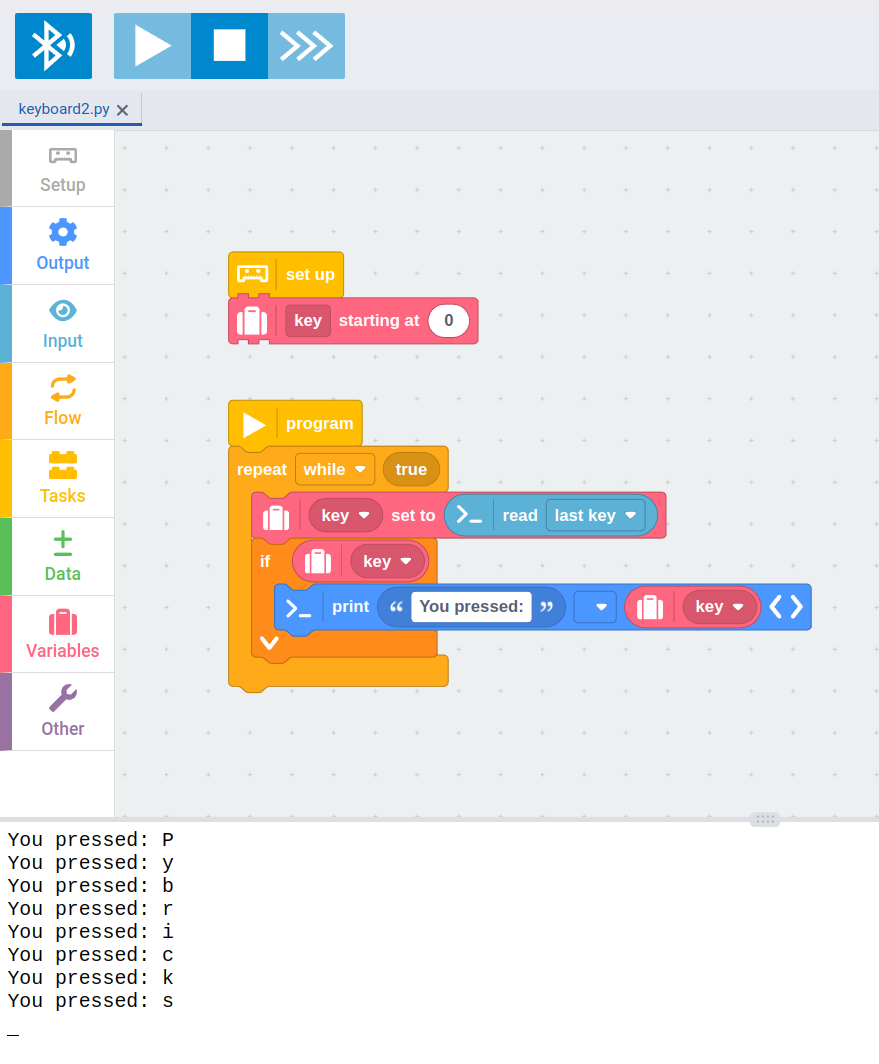 keyboard2.py
Setup
Output
Input
Flow
Tasks
Data
Variables
Other
set up
key starting at 0
program
repeat while true
key set to read last key
if key
print “ You pressed: ” key
You pressed: P
You pressed: y
You pressed: b
You pressed: r
You pressed: i
You pressed: c
You pressed: k
You pressed: s
_